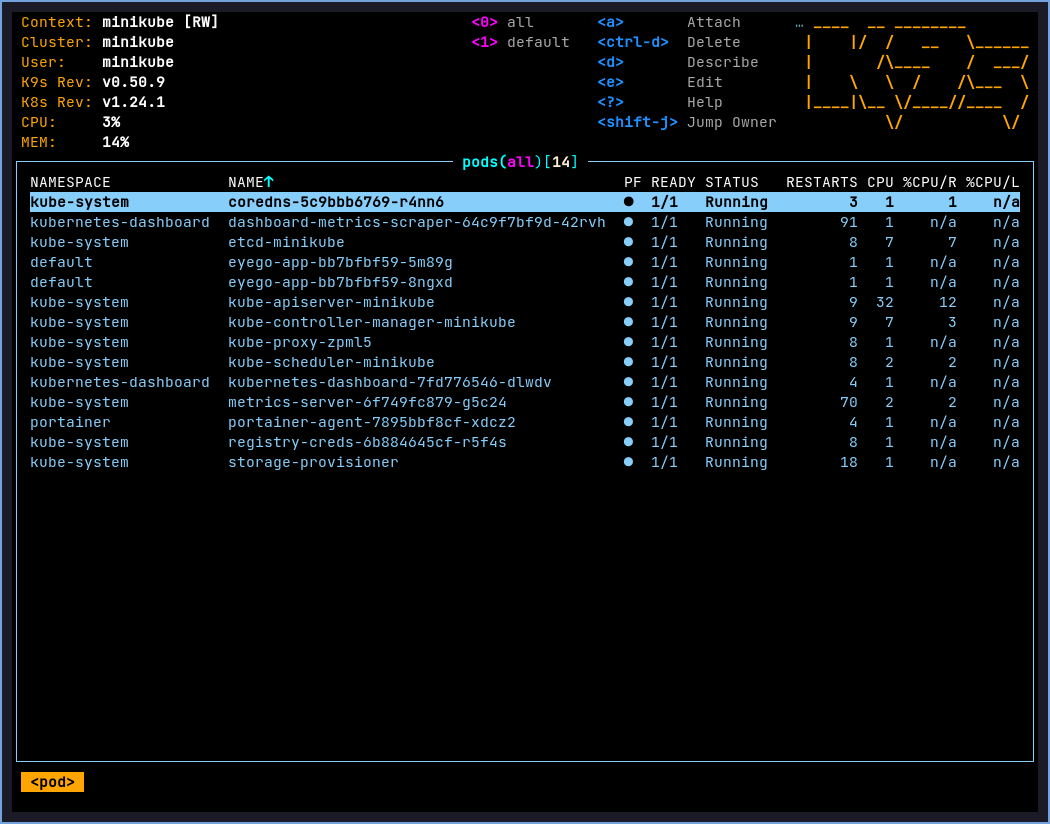 Context: minikube [RW] <0> all <a> Attach …
Cluster: minikube <1> default <ctrl-d> Delete
User: minikube <d> Describe
K9s Rev: v0.50.9 <e> Edit
K8s Rev: v1.24.1 <?> Help
CPU: 3% <shift-j> Jump Owner
MEM: 14%
pods(all)[14]
NAMESPACE NAME↑ PF READY STATUS RESTARTS CPU %CPU/R %CPU/L
kube-system coredns-5c9bbb6769-r4nn6 ● 1/1 Running 3 1 1 n/a
kubernetes-dashboard dashboard-metrics-scraper-64c9f7bf9d-42rvh ● 1/1 Running 91 1 n/a n/a
kube-system etcd-minikube ● 1/1 Running 8 7 7 n/a
default eyego-app-bb7bfbf59-5m89g ● 1/1 Running 1 1 n/a n/a
default eyego-app-bb7bfbf59-8ngxd ● 1/1 Running 1 1 n/a n/a
kube-system kube-apiserver-minikube ● 1/1 Running 9 32 12 n/a
kube-system kube-controller-manager-minikube ● 1/1 Running 9 7 3 n/a
kube-system kube-proxy-zpml5 ● 1/1 Running 8 1 n/a n/a
kube-system kube-scheduler-minikube ● 1/1 Running 8 2 2 n/a
kubernetes-dashboard kubernetes-dashboard-7fd776546-dlwdv ● 1/1 Running 4 1 n/a n/a
kube-system metrics-server-6f749fc879-g5c24 ● 1/1 Running 70 2 2 n/a
portainer portainer-agent-7895bbf8cf-xdcz2 ● 1/1 Running 4 1 n/a n/a
kube-system registry-creds-6b884645cf-r5f4s ● 1/1 Running 8 1 n/a n/a
kube-system storage-provisioner ● 1/1 Running 18 1 n/a n/a
<pod>